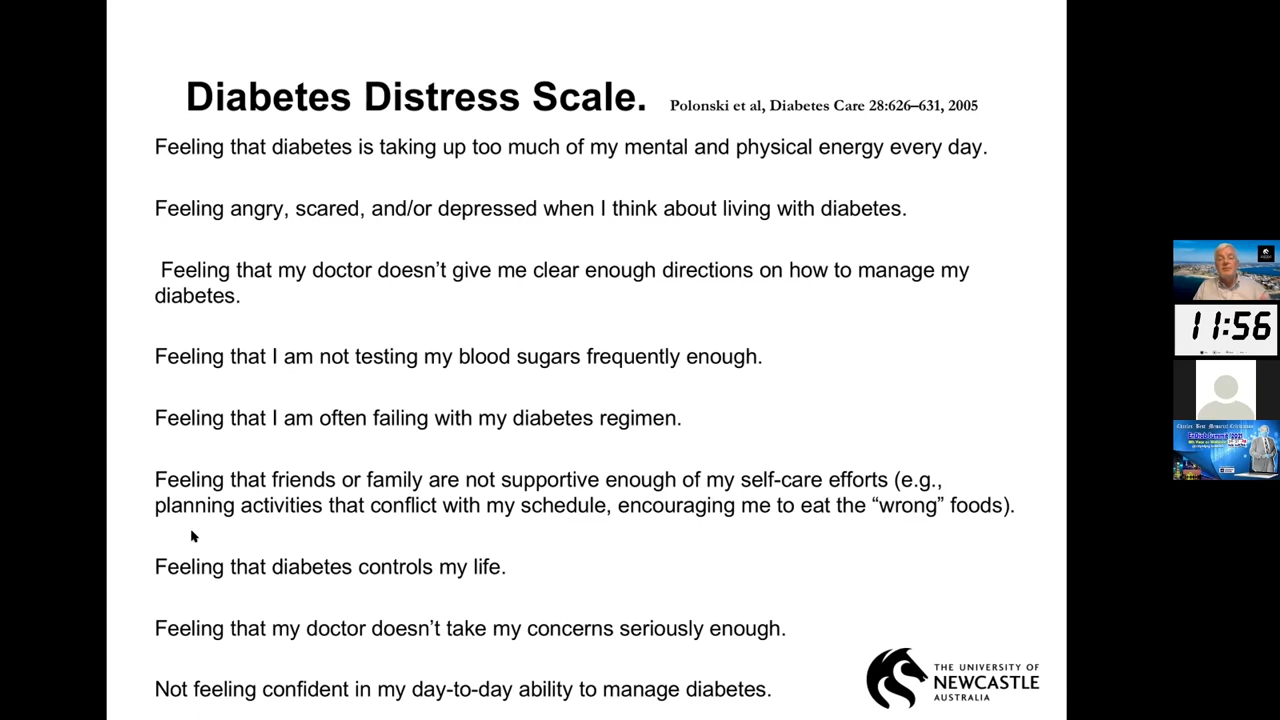 Diabetes Distress Scale. Polonski et al, Diabetes Care 28:626–631, 2005
Feeling that diabetes is taking up too much of my mental and physical energy every day.
Feeling angry, scared, and/or depressed when I think about living with diabetes.
Feeling that my doctor doesn’t give me clear enough directions on how to manage my
diabetes.
Feeling that I am not testing my blood sugars frequently enough.
Feeling that I am often failing with my diabetes regimen.
Feeling that friends or family are not supportive enough of my self-care efforts (e.g.,
planning activities that conflict with my schedule, encouraging me to eat the “wrong” foods).
Feeling that diabetes controls my life.
Feeling that my doctor doesn’t take my concerns seriously enough.
Not feeling confident in my day-to-day ability to manage diabetes.
THE UNIVERSITY OF
NEWCASTLE
AUSTRALIA
11:56
Charles Best Memorial Celebration